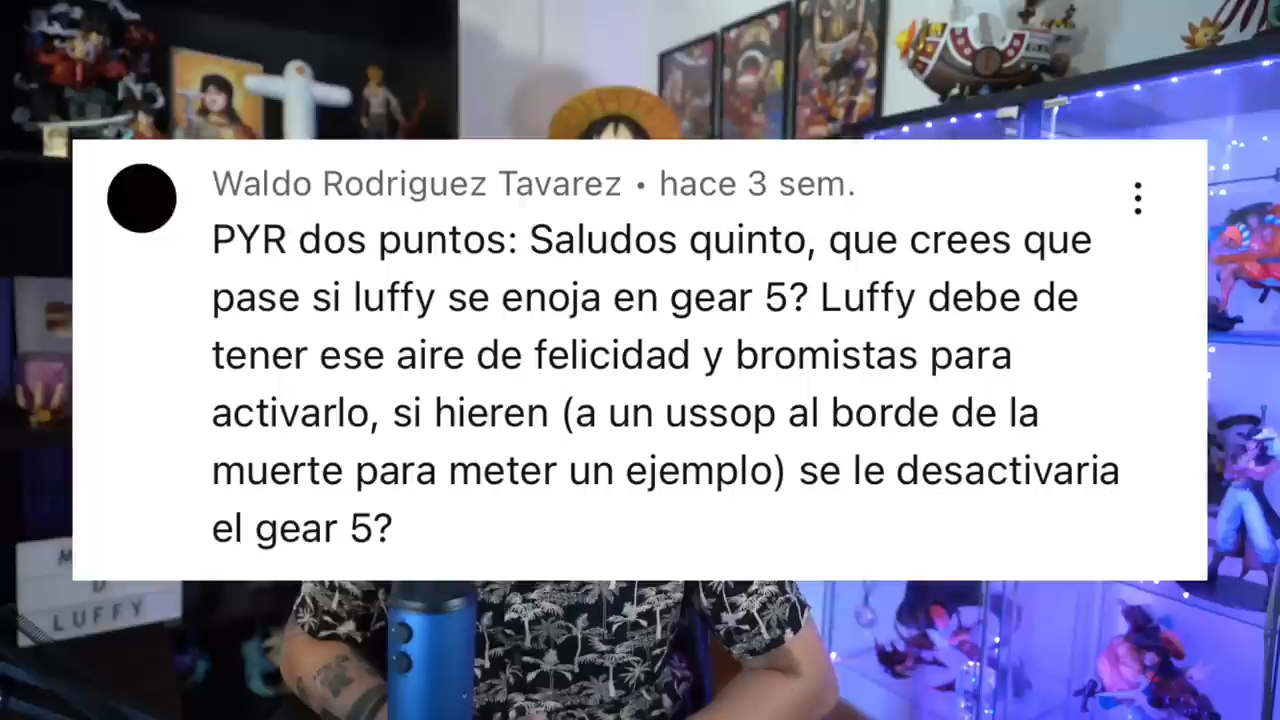 Waldo Rodriguez Tavarez • hace 3 sem.
PYR dos puntos: Saludos quinto, que crees que
pase si luffy se enoja en gear 5? Luffy debe de
tener ese aire de felicidad y bromistas para
activarlo, si hieren (a un ussop al borde de la
muerte para meter un ejemplo) se le desactivaria
el gear 5?
M
D
LUFFY